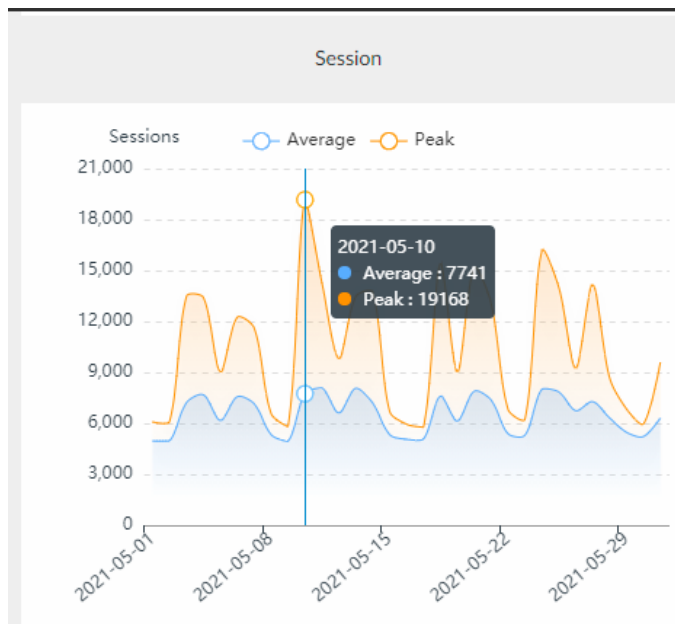 Session
Sessions
Average
Peak
21,000
18,000
15,000
12,000
9,000
6,000
3,000
0
2021-05-10
Average : 7741
Peak : 19168
2021-05-01
2021-05-08
2021-05-15
2021-05-22
2021-05-29